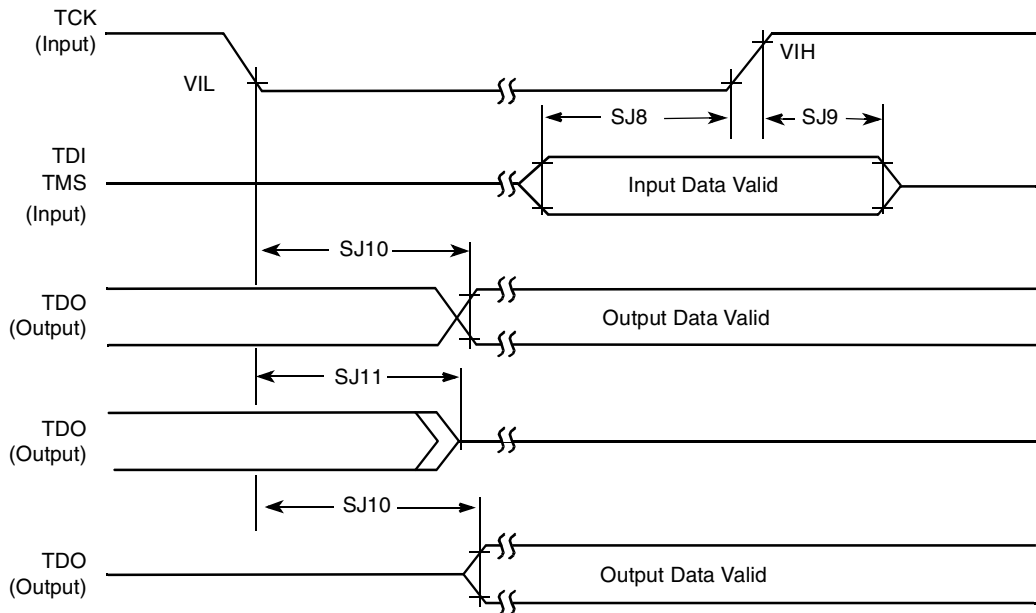 TCK
(Input)
VIH
VIL
SJ8
SJ9
TDI
TMS
(Input)
Input Data Valid
SJ10
TDO
(Output)
Output Data Valid
SJ11
TDO
(Output)
SJ10
TDO
(Output)
Output Data Valid